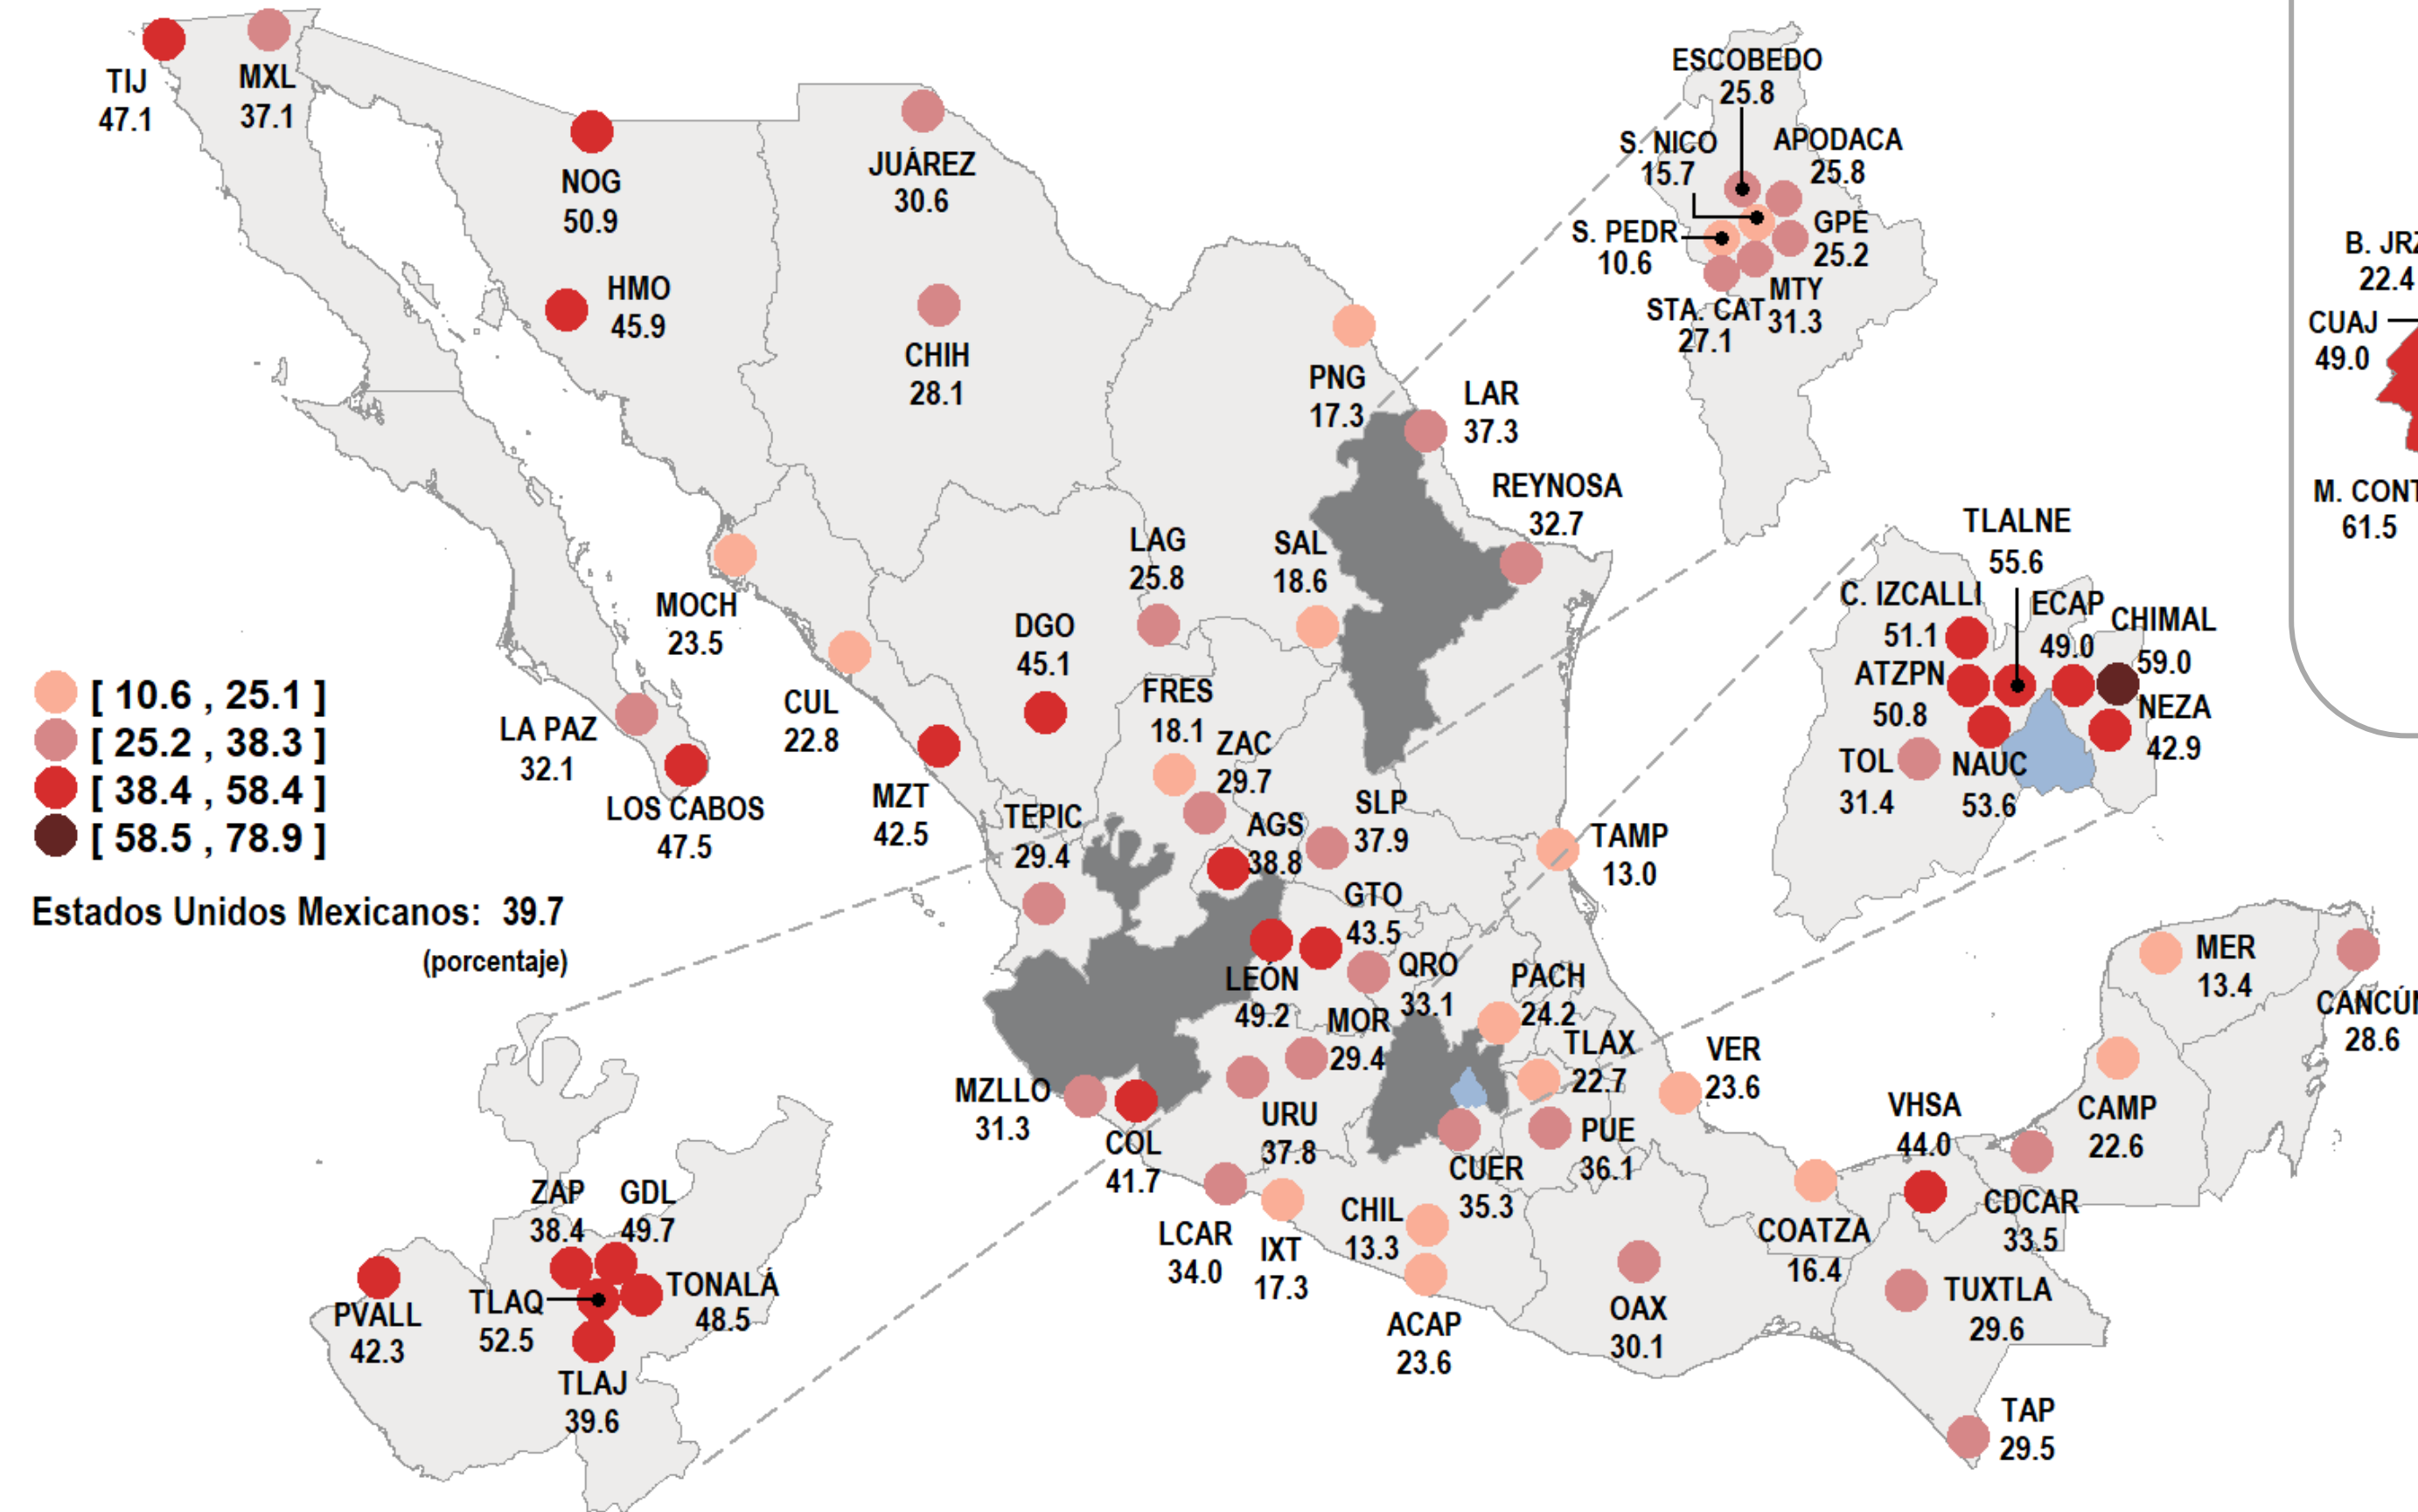 TIJ
47.1
MXL
37.1
NOG
50.9
HMO
45.9
JUÁREZ
30.6
CHIH
28.1
PNG
17.3
LAR
37.3
REYNOSA
32.7
ESCOBEDO
25.8
S. NICO
15.7
APODACA
25.8
S. PEDR
10.6
GPE
25.2
MTY
31.3
STA. CAT
27.1
B. JRZ
22.4
CUAJ
49.0
M. CONT
61.5
MOCH
23.5
CUL
22.8
LAG
25.8
SAL
18.6
DGO
45.1
FRES
18.1
ZAC
29.7
LA PAZ
32.1
LOS CABOS
47.5
MZT
42.5
TEPIC
29.4
AGS
38.8
SLP
37.9
TAMP
13.0
TLALNE
55.6
C. IZCALLI
51.1
ECAP
49.0
CHIMAL
59.0
ATZPN
50.8
NEZA
42.9
TOL
31.4
NAUC
53.6
[ 10.6 , 25.1 ]
[ 25.2 , 38.3 ]
[ 38.4 , 58.4 ]
[ 58.5 , 78.9 ]
Estados Unidos Mexicanos: 39.7
(porcentaje)
GTO
43.5
LEÓN
49.2
QRO
33.1
PACH
24.2
MOR
29.4
TLAX
22.7
VER
23.6
MER
13.4
CANCÚN
28.6
CAMP
22.6
MZLLO
31.3
COL
41.7
URU
37.8
CUER
35.3
PUE
36.1
VHSA
44.0
CDCAR
33.5
COATZA
16.4
LCAR
34.0
IXT
17.3
CHIL
13.3
ACAP
23.6
OAX
30.1
TUXTLA
29.6
TAP
29.5
ZAP
38.4
GDL
49.7
PVALL
42.3
TLAQ
52.5
TONALÁ
48.5
TLAJ
39.6